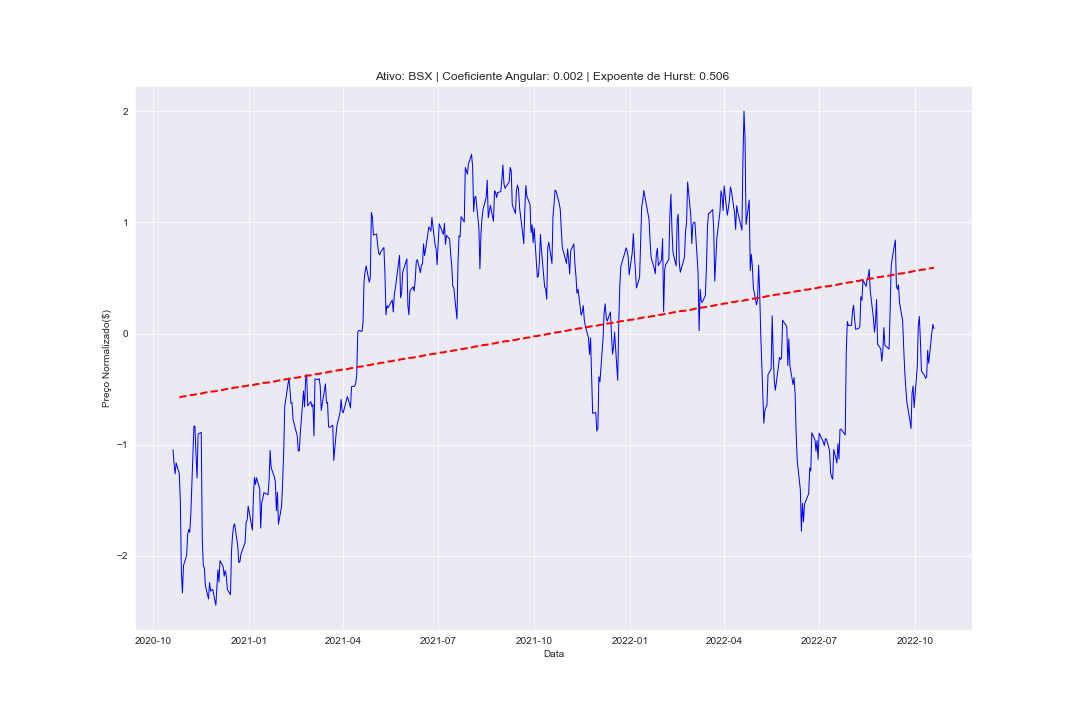 Ativo: BSX | Coeficiente Angular: 0.002 | Expoente de Hurst: 0.506
Preço Normalizado($)
2
1
0
−1
−2
2020-10 2021-01 2021-04 2021-07 2021-10 2022-01 2022-04 2022-07 2022-10
Data